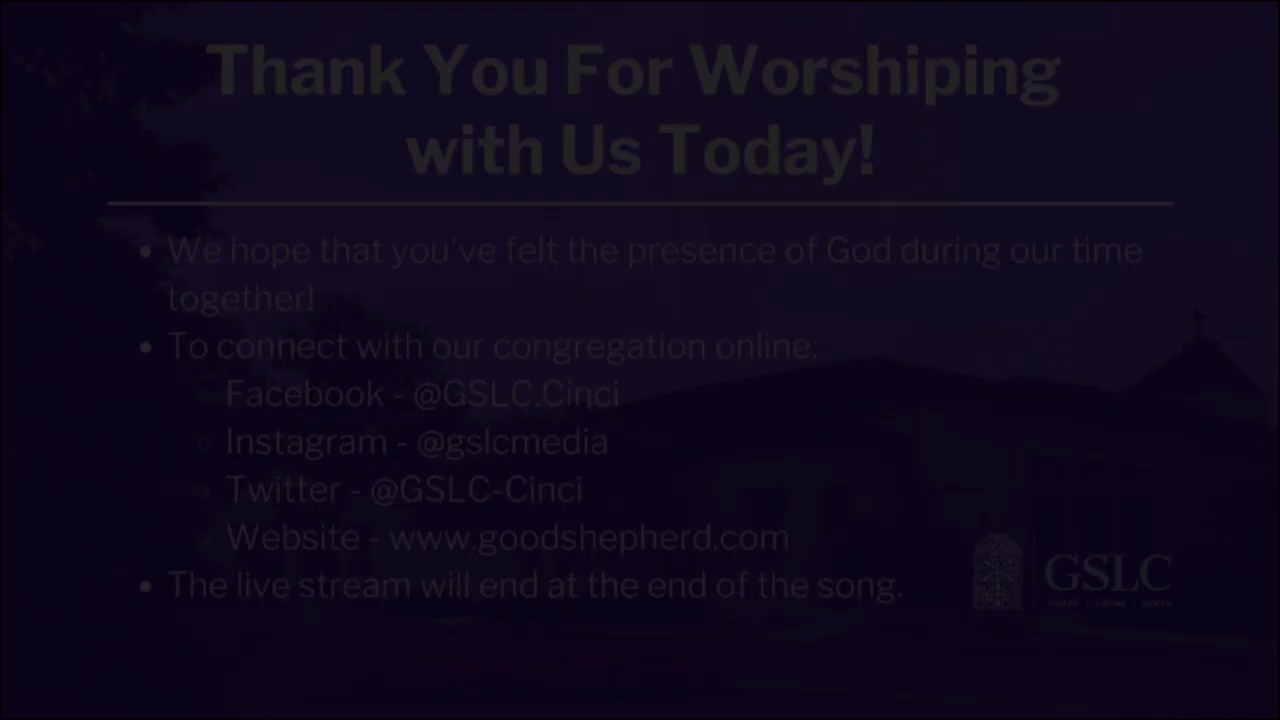 Thank You For Worshiping
with Us Today!
• We hope that you've felt the presence of God during our time
together!
• To connect with our congregation online:
Facebook - @GSLC.Cinci
Instagram - @gslcmedia
Twitter - @GSLC-Cinci
Website - www.goodshepherd.com
• The live stream will end at the end of the song.
GSLC